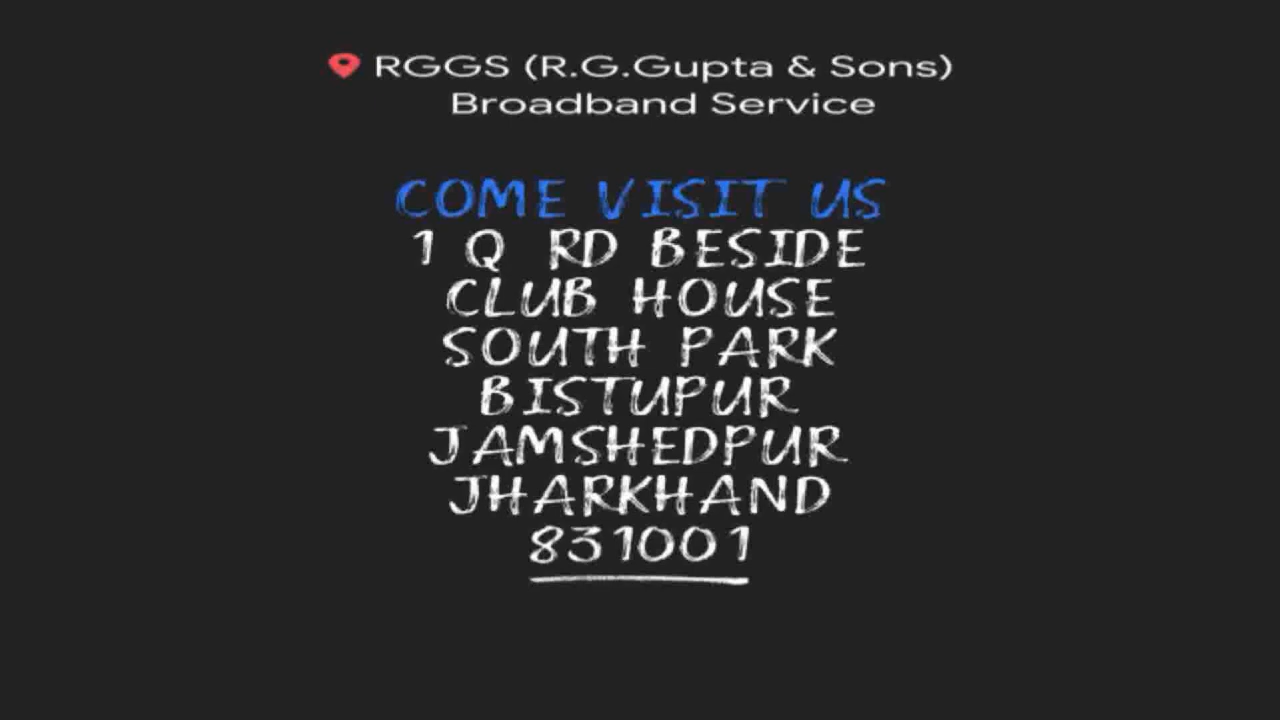 RGGS (R.G.Gupta & Sons)
Broadband Service
COME VISIT US
1 Q RD BESIDE
CLUB HOUSE
SOUTH PARK
BISTUPUR
JAMSHEDPUR
JHARKHAND
831001